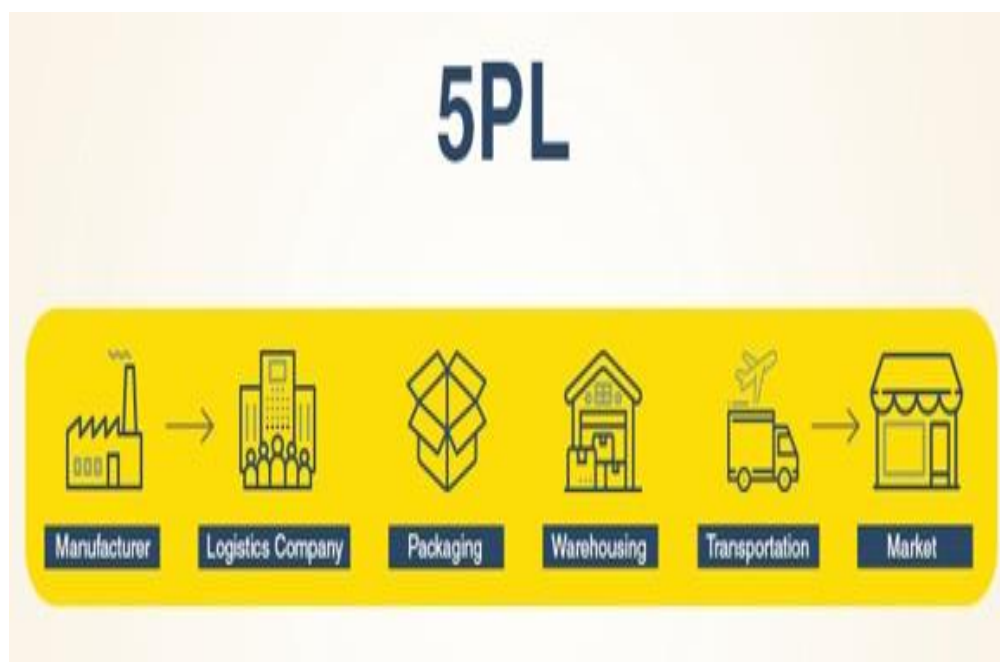 5PL
Manufacturer
Logistics Company
Packaging
Warehousing
Transportation
Market